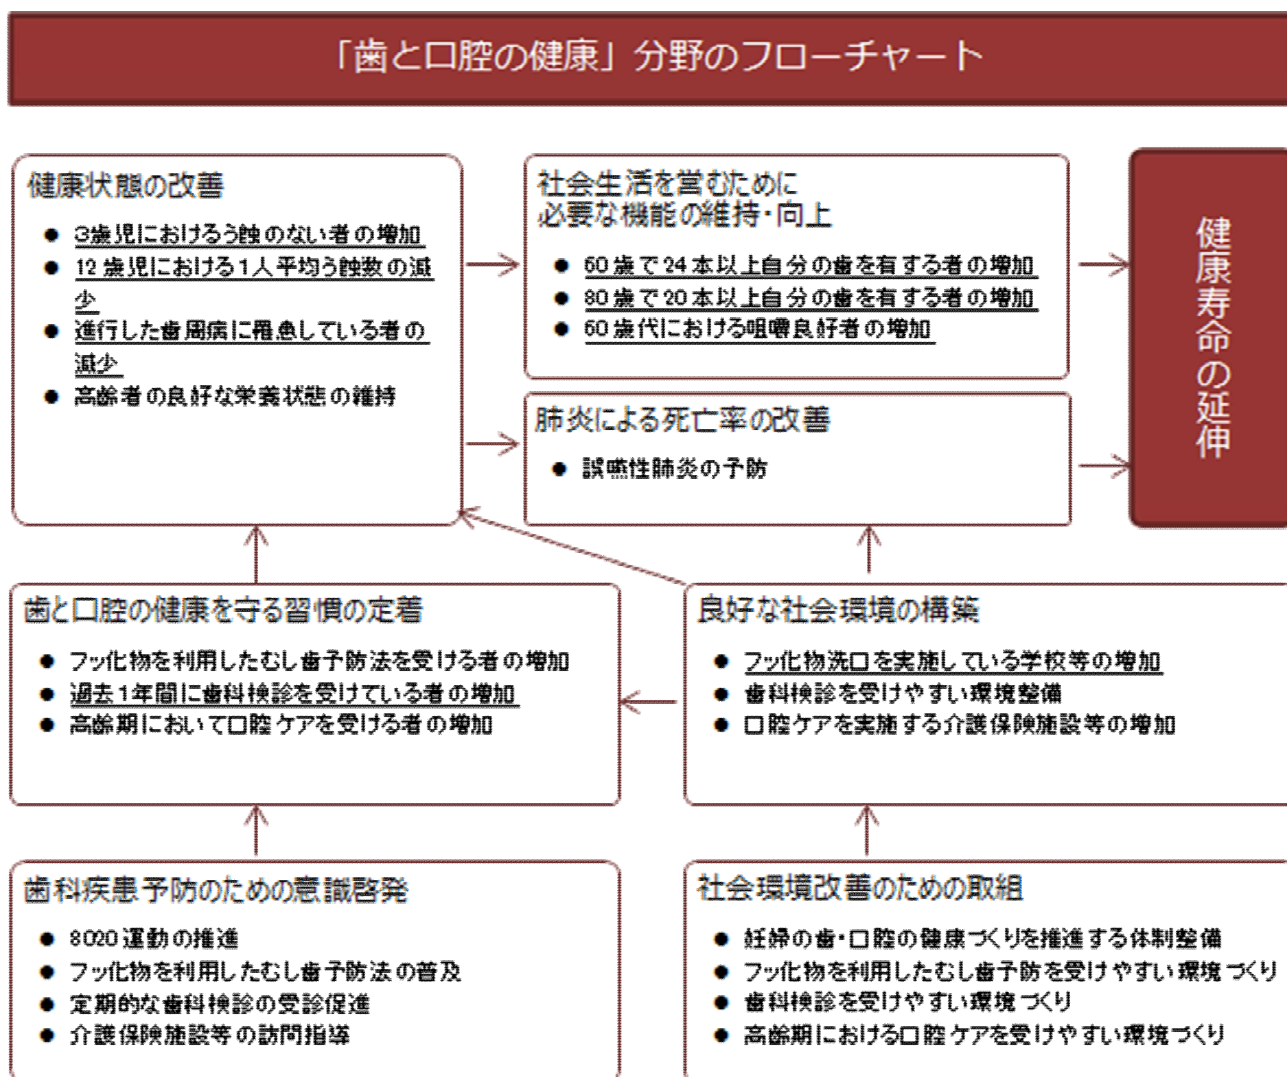 「歯と口腔の健康」分野のフローチャート
健康状態の改善
● 3歳児におけるう蝕のない者の増加
● 12歳児における1人平均う蝕数の減
少
● 進行した歯周病に罹患している者の
減少
● 高齢者の良好な栄養状態の維持
社会生活を営むために
必要な機能の維持・向上
● 60歳で24本以上自分の歯を有する者の増加
● 80歳で20本以上自分の歯を有する者の増加
● 60歳代における咀嚼良好者の増加
肺炎による死亡率の改善
● 誤嚥性肺炎の予防
健康寿命の延伸
歯と口腔の健康を守る習慣の定着
● フッ化物を利用したむし歯予防法を受ける者の増加
● 過去1年間に歯科検診を受けている者の増加
● 高齢期において口腔ケアを受ける者の増加
良好な社会環境の構築
● フッ化物洗口を実施している学校等の増加
● 歯科検診を受けやすい環境整備
● 口腔ケアを実施する介護保険施設等の増加
歯科疾患予防のための意識啓発
● 8020運動の推進
● フッ化物を利用したむし歯予防法の普及
● 定期的な歯科検診の受診促進
● 介護保険施設等の訪問指導
社会環境改善のための取組
● 妊婦の歯・口腔の健康づくりを推進する体制整備
● フッ化物を利用したむし歯予防を受けやすい環境づくり
● 歯科検診を受けやすい環境づくり
● 高齢期における口腔ケアを受けやすい環境づくり